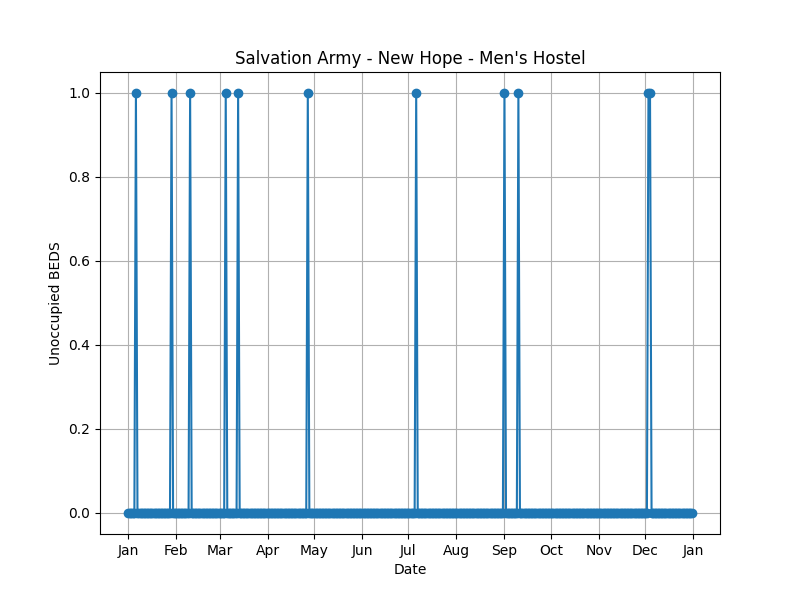 Salvation Army - New Hope - Men's Hostel
1.0
0.8
0.6
0.4
0.2
0.0
Unoccupied BEDS
Jan Feb Mar Apr May Jun Jul Aug Sep Oct Nov Dec Jan
Date